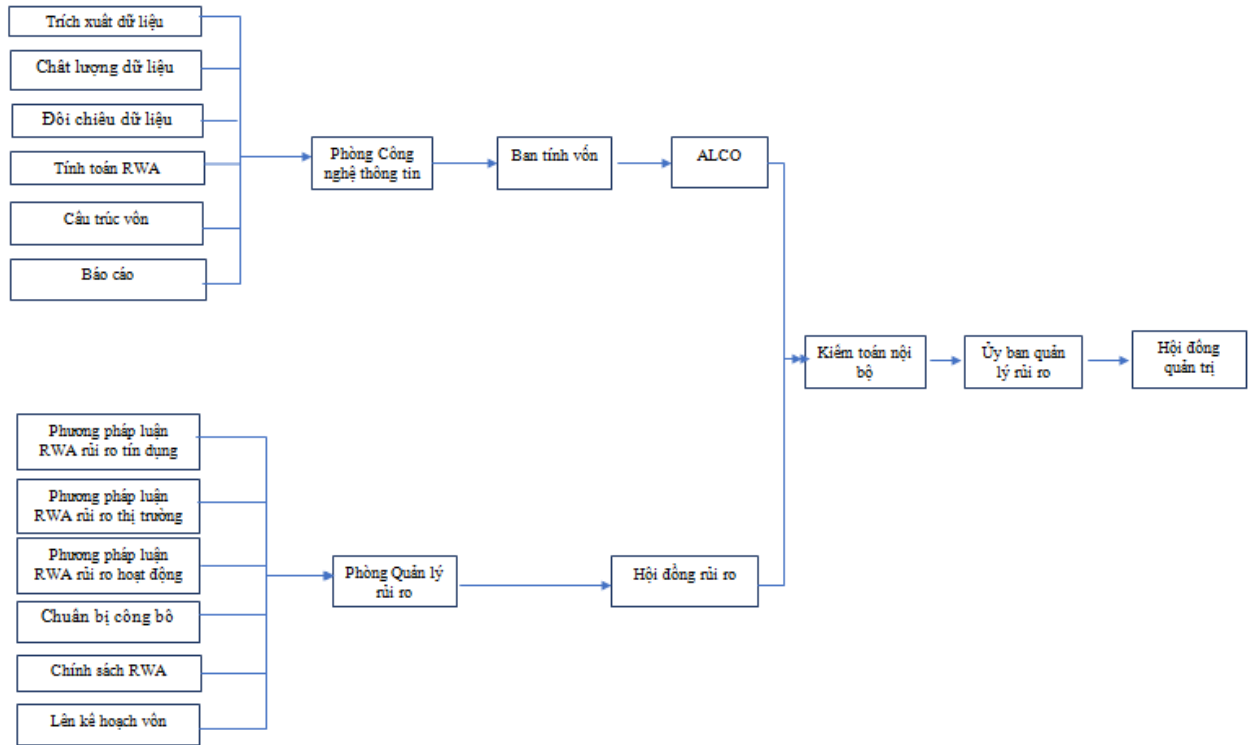 Trích xuất dữ liệu
Chất lượng dữ liệu
Đối chiếu dữ liệu
Tính toán RWA
Cấu trúc vốn
Báo cáo
Phòng Công
nghệ thông tin
Ban tính vốn
ALCO
Kiểm toán nội
bộ
Ủy ban quản
lý rủi ro
Hội đồng
quản trị
Phương pháp luận
RWA rủi ro tín dụng
Phương pháp luận
RWA rủi ro thị trường
Phương pháp luận
RWA rủi ro hoạt động
Chuẩn bị công bố
Chính sách RWA
Lên kế hoạch vốn
Phòng Quản lý
rủi ro
Hội đồng rủi ro